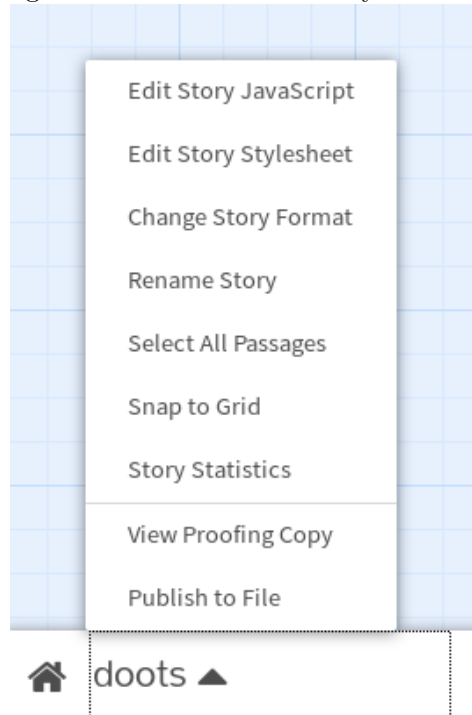 Edit Story JavaScript
Edit Story Stylesheet
Change Story Format
Rename Story
Select All Passages
Snap to Grid
Story Statistics
View Proofing Copy
Publish to File
doots